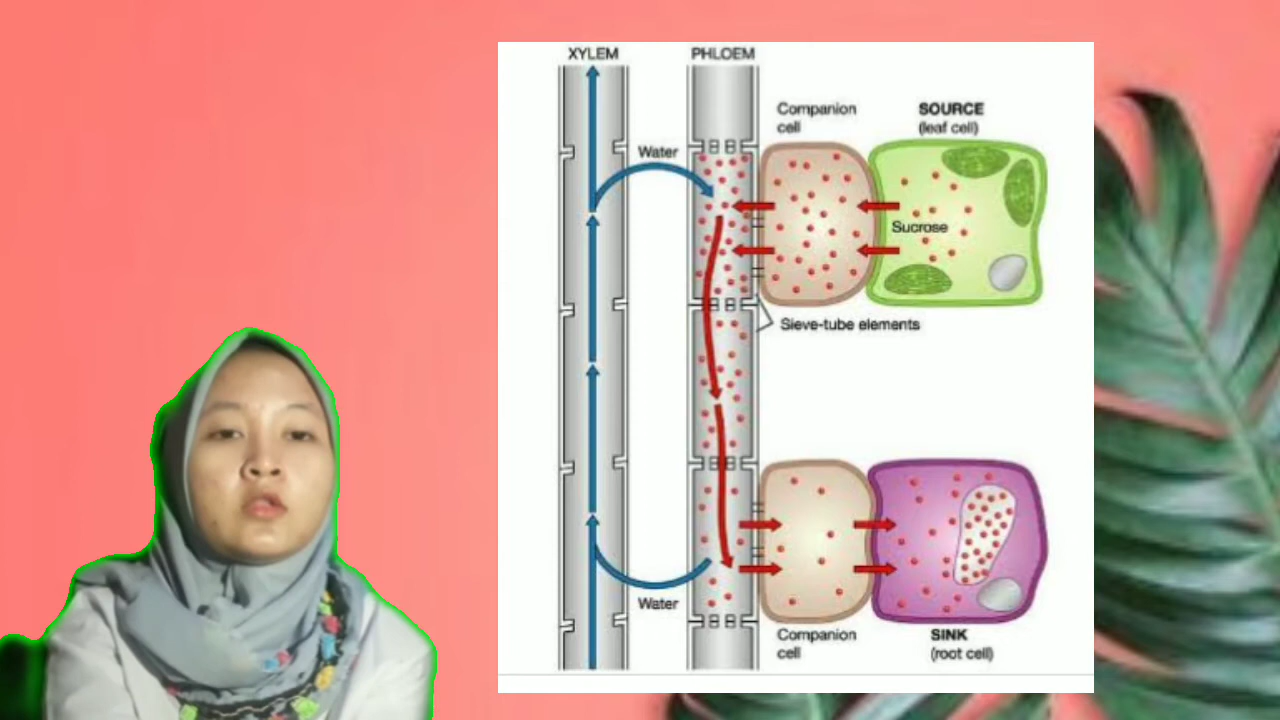 XYLEM
PHLOEM
Companion
cell
SOURCE
(leaf cell)
Water
Sucrose
Sieve-tube elements
Water
Companion
cell
SINK
(root cell)